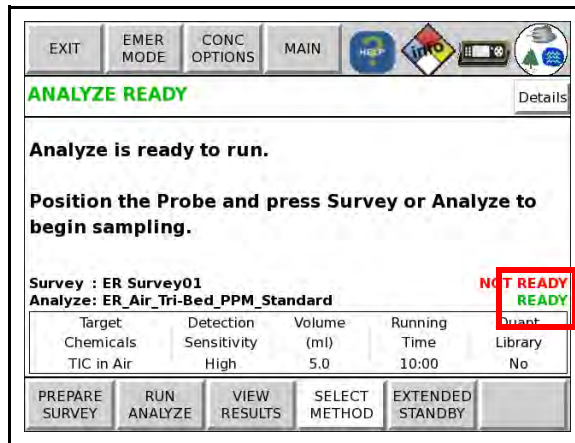 EXIT
EMER MODE
CONC OPTIONS
MAIN
HELP
info
ANALYZE READY
Details
Analyze is ready to run.
Position the Probe and press Survey or Analyze to
begin sampling.
Survey : ER Survey01 NOT READY
Analyze: ER_Air_Tri-Bed_PPM_Standard READY
Target Detection Volume Running Quant
Chemicals Sensitivity (ml) Time Library
TIC in Air High 5.0 10:00 No
PREPARE SURVEY
RUN ANALYZE
VIEW RESULTS
SELECT METHOD
EXTENDED STANDBY